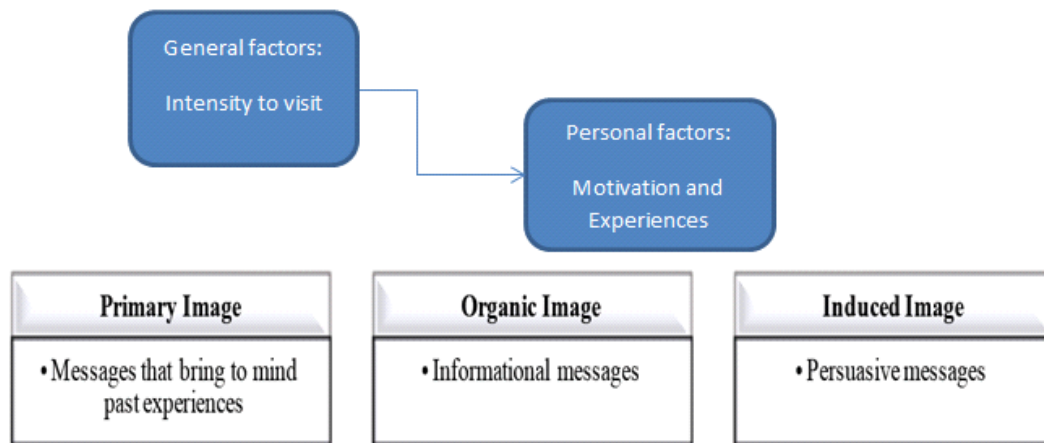 General factors:
Intensity to visit
Personal factors:
Motivation and
Experiences
Primary Image
• Messages that bring to mind
past experiences
Organic Image
• Informational messages
Induced Image
• Persuasive messages